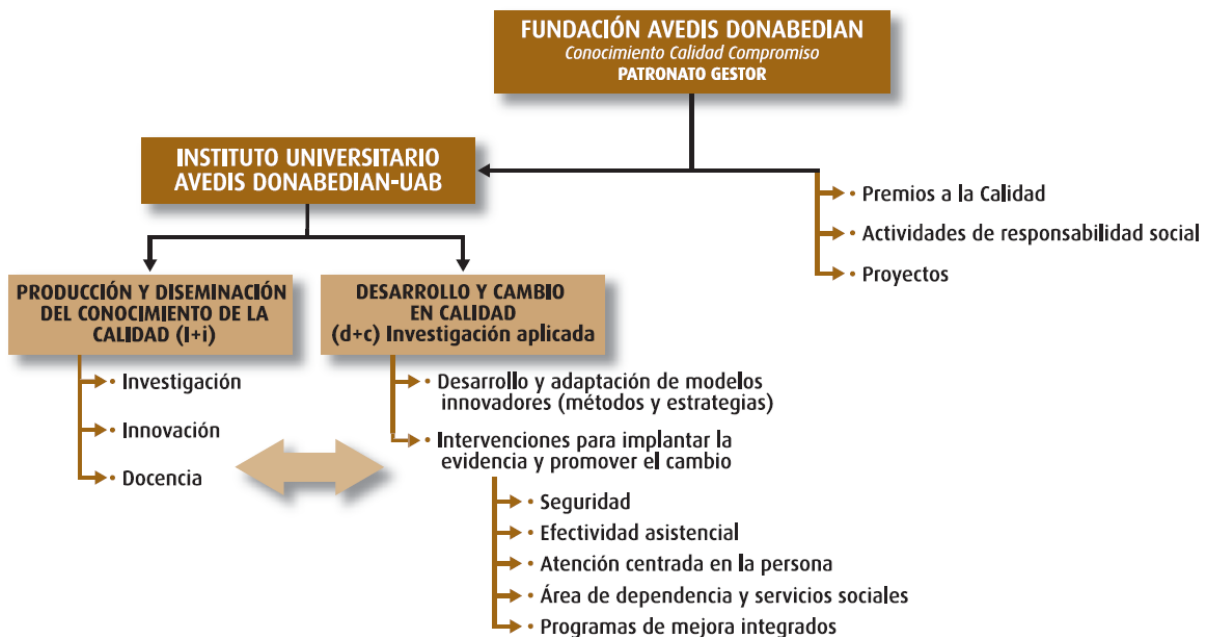 FUNDACIÓN AVEDIS DONABEDIAN
Conocimiento Calidad Compromiso
PATRONATO GESTOR
INSTITUTO UNIVERSITARIO
AVEDIS DONABEDIAN-UAB
• Premios a la Calidad
• Actividades de responsabilidad social
• Proyectos
PRODUCCIÓN Y DISEMINACIÓN
DEL CONOCIMIENTO DE LA
CALIDAD (I+i)
• Investigación
• Innovación
• Docencia
DESARROLLO Y CAMBIO
EN CALIDAD
(d+c) Investigación aplicada
• Desarrollo y adaptación de modelos
innovadores (métodos y estrategias)
• Intervenciones para implantar la
evidencia y promover el cambio
• Seguridad
• Efectividad asistencial
• Atención centrada en la persona
• Área de dependencia y servicios sociales
• Programas de mejora integrados